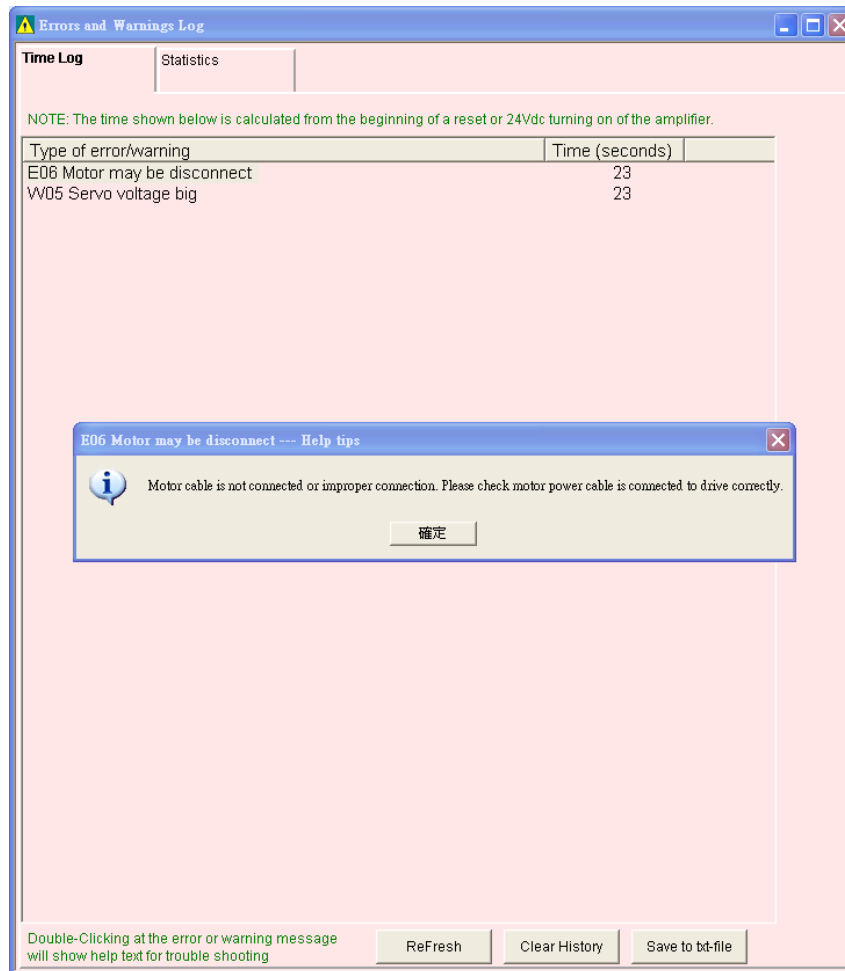 Errors and Warnings Log
Time Log
Statistics
NOTE: The time shown below is calculated from the beginning of a reset or 24Vdc turning on of the amplifier.
Type of error/warning Time (seconds)
E06 Motor may be disconnect 23
W05 Servo voltage big 23
E06 Motor may be disconnect --- Help tips
Motor cable is not connected or improper connection. Please check motor power cable is connected to drive correctly.
確定
Double-Clicking at the error or warning message
will show help text for trouble shooting
ReFresh
Clear History
Save to txt-file